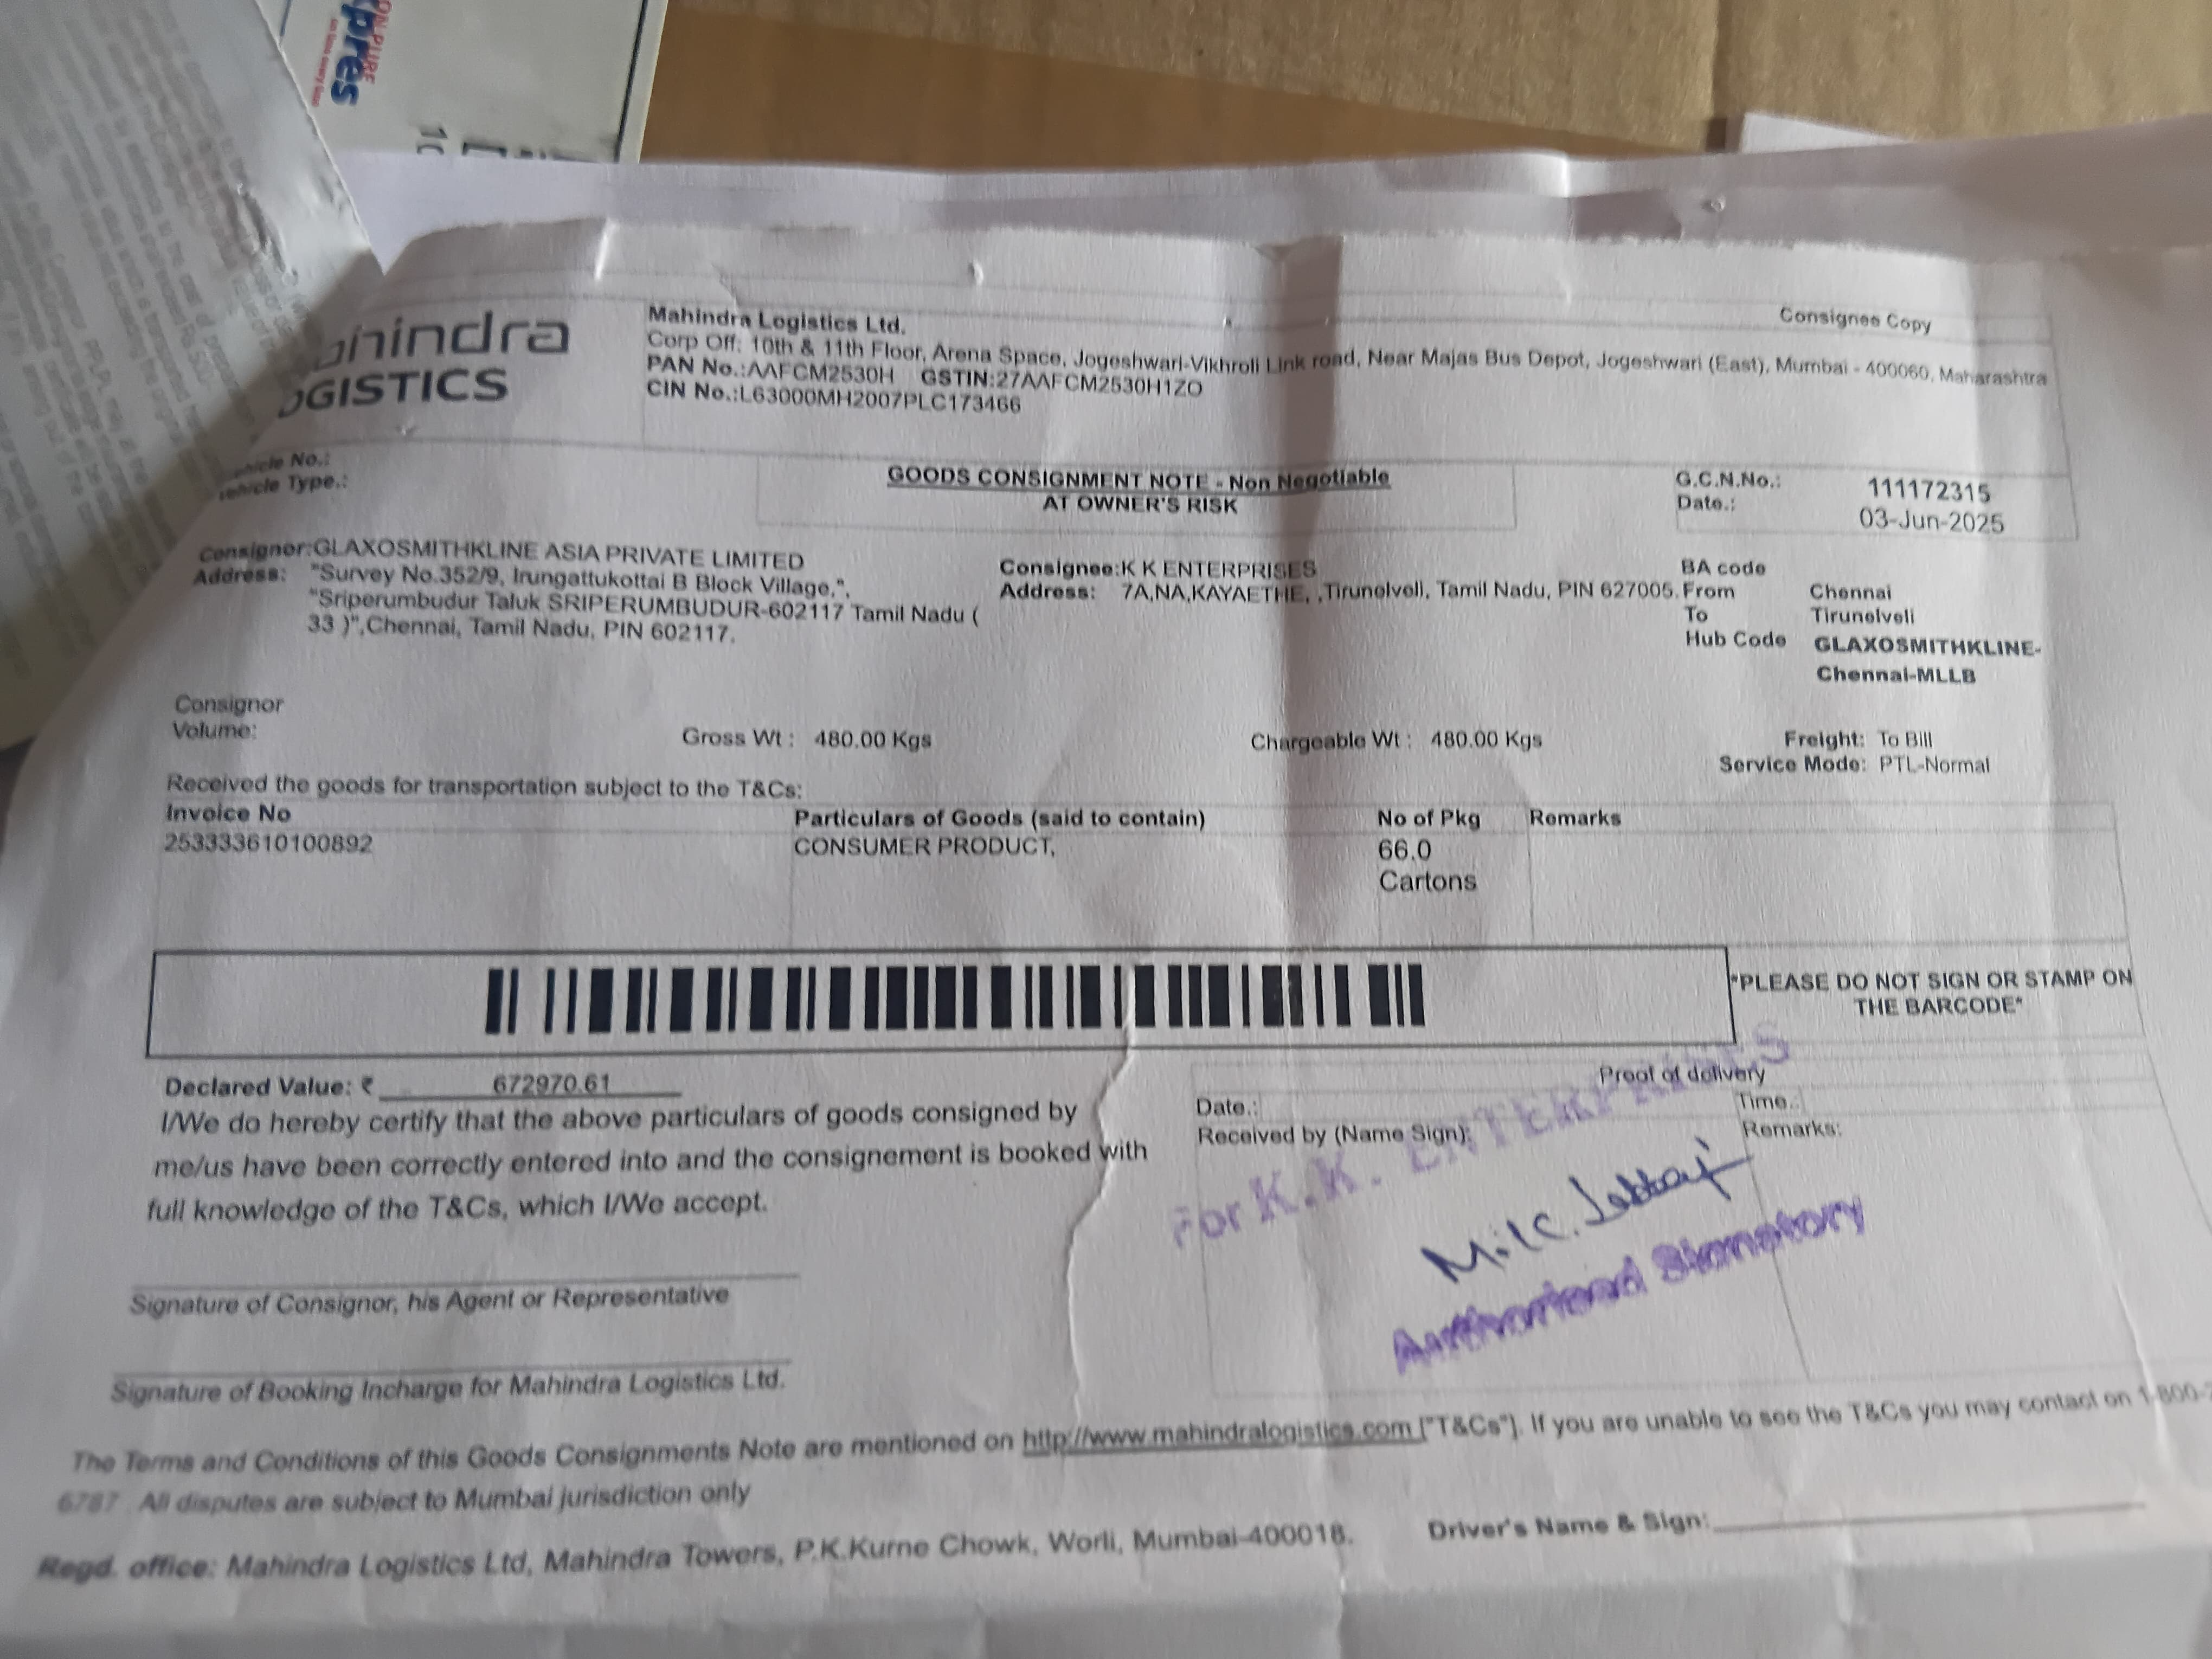 pres
Consignee Copy
hindra
LOGISTICS
Mahindra Logistics Ltd.
Corp Off: 10th & 11th Floor, Arena Space, Jogeshwari-Vikhroli Link road, Near Majas Bus Depot, Jogeshwari (East), Mumbai - 400060, Maharashtra
PAN No.:AAFCM2530H GSTIN:27AAFCM2530H1ZO
CIN No.:L63000MH2007PLC173466
Vehicle No.:
Vehicle Type.:
GOODS CONSIGNMENT NOTE - Non Negotiable
AT OWNER'S RISK
G.C.N.No.: 111172315
Date.: 03-Jun-2025
Consignor:GLAXOSMITHKLINE ASIA PRIVATE LIMITED
Address: "Survey No.352/9, Irungattukottai B Block Village,",
"Sriperumbudur Taluk SRIPERUMBUDUR-602117 Tamil Nadu (
33 )",Chennai, Tamil Nadu, PIN 602117.
Consignee:K K ENTERPRISES
Address: 7A,NA,KAYAETHE, ,Tirunelveli, Tamil Nadu, PIN 627005.
BA code
From Chennai
To Tirunelveli
Hub Code GLAXOSMITHKLINE-
Chennai-MLLB
Consignor
Volume:
Gross Wt : 480.00 Kgs
Chargeable Wt : 480.00 Kgs
Freight: To Bill
Service Mode: PTL-Normal
Received the goods for transportation subject to the T&Cs:
Invoice No Particulars of Goods (said to contain) No of Pkg Remarks
253333610100892 CONSUMER PRODUCT, 66.0
Cartons
*PLEASE DO NOT SIGN OR STAMP ON
THE BARCODE*
Declared Value: ₹ 672970.61
I/We do hereby certify that the above particulars of goods consigned by
me/us have been correctly entered into and the consignement is booked with
full knowledge of the T&Cs, which I/We accept.
Proof of delivery
Date.: Time.:
Received by (Name Sign): Remarks:
For K.K. ENTERPRISES
Authorised Signatory
Signature of Consignor, his Agent or Representative
Signature of Booking Incharge for Mahindra Logistics Ltd.
The Terms and Conditions of this Goods Consignments Note are mentioned on http://www.mahindralogistics.com ["T&Cs"]. If you are unable to see the T&Cs you may contact on 1-800-
6787 . All disputes are subject to Mumbai jurisdiction only
Regd. office: Mahindra Logistics Ltd, Mahindra Towers, P.K.Kurne Chowk, Worli, Mumbai-400018.
Driver's Name & Sign: